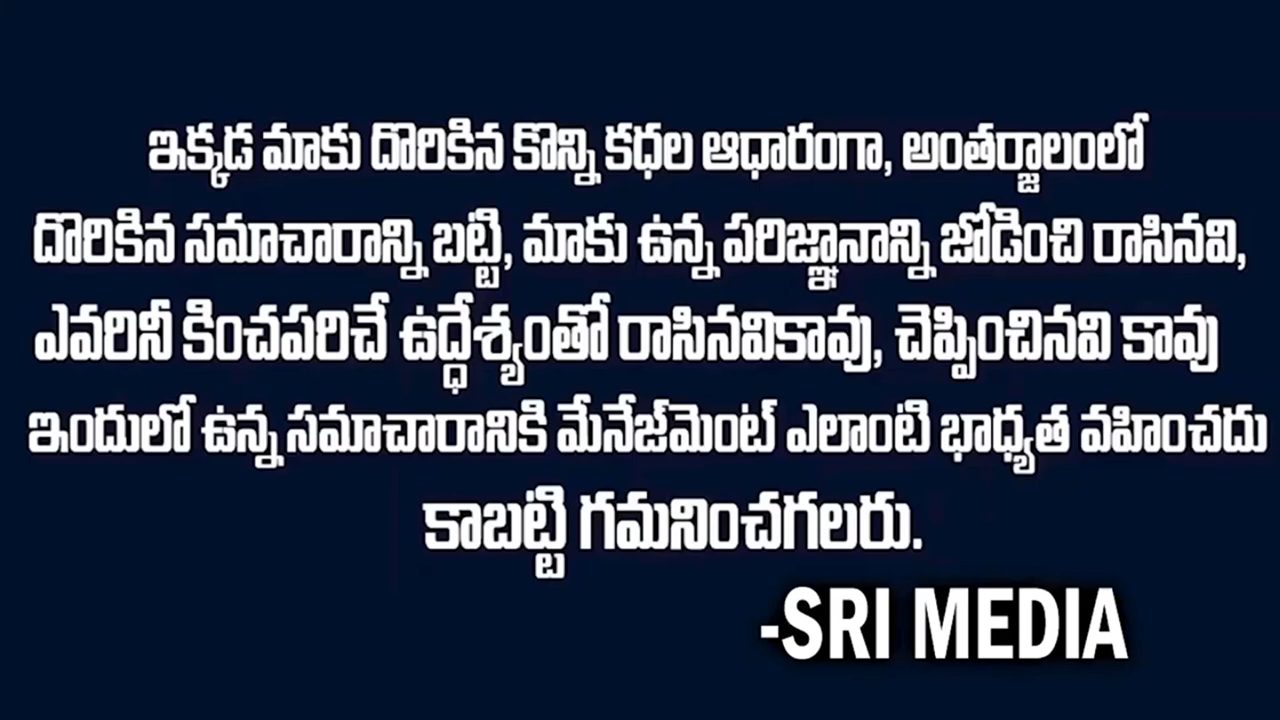 ఇక్కడ మాకు దొరికిన కొన్ని కధల ఆధారంగా, అంతర్జాలంలో
దొరికిన సమాచారాన్ని బట్టి, మాకు ఉన్న పరిజ్ఞానాన్ని జోడించి రాసినవి,
ఎవరినీ కించపరిచే ఉద్ధేశ్యంతో రాసినవికావు, చెప్పించినవి కావు
ఇందులో ఉన్న సమాచారానికి మేనేజ్‌మెంట్ ఎలాంటి భాధ్యత వహించదు
కాబట్టి గమనించగలరు.
-SRI MEDIA